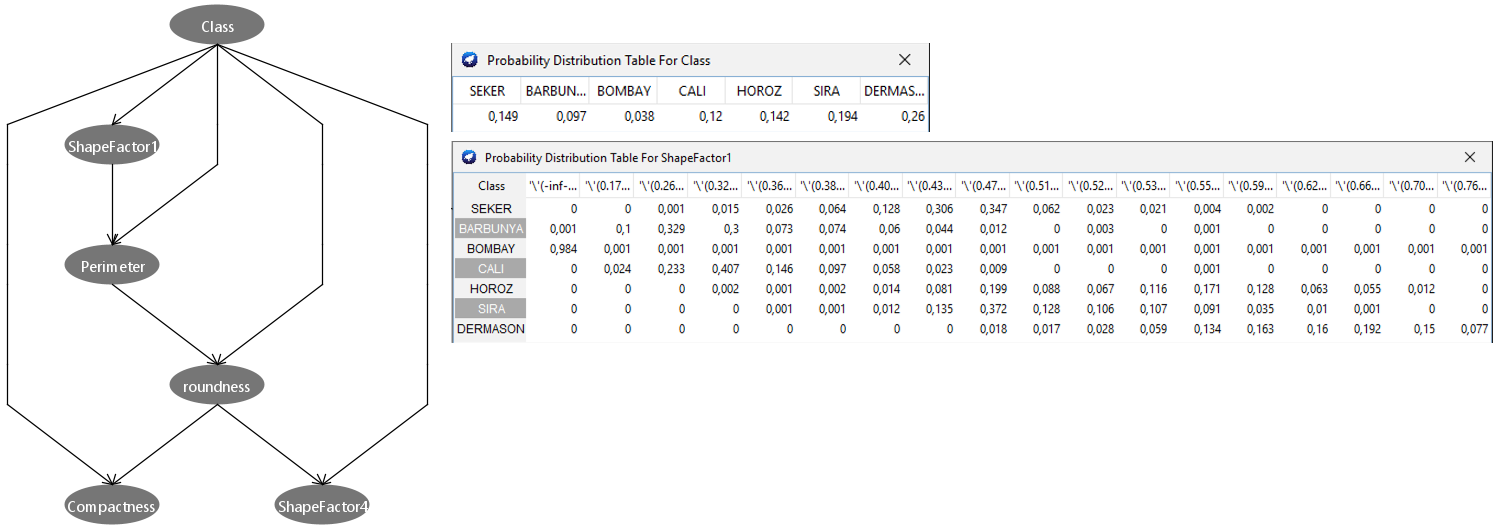 Class
ShapeFactor1
Perimeter
roundness
Compactness
ShapeFactor4
Probability Distribution Table For Class
SEKER BARBUN... BOMBAY CALI HOROZ SIRA DERMAS...
0,149 0,097 0,038 0,12 0,142 0,194 0,26
Probability Distribution Table For ShapeFactor1
Class '\'(-inf-... '\'(0.17... '\'(0.26... '\'(0.32... '\'(0.36... '\'(0.38... '\'(0.40... '\'(0.43... '\'(0.47... '\'(0.51... '\'(0.52... '\'(0.53... '\'(0.55... '\'(0.59... '\'(0.62... '\'(0.66... '\'(0.70... '\'(0.76...
SEKER 0 0 0,001 0,015 0,026 0,064 0,128 0,306 0,347 0,062 0,023 0,021 0,004 0,002 0 0 0 0
BARBUNYA 0,001 0,1 0,329 0,3 0,073 0,074 0,06 0,044 0,012 0 0,003 0 0,001 0 0 0 0 0
BOMBAY 0,984 0,001 0,001 0,001 0,001 0,001 0,001 0,001 0,001 0,001 0,001 0,001 0,001 0,001 0,001 0,001 0,001 0,001
CALI 0 0,024 0,233 0,407 0,146 0,097 0,058 0,023 0,009 0 0 0 0,001 0 0 0 0 0
HOROZ 0 0 0 0,002 0,001 0,002 0,014 0,081 0,199 0,088 0,067 0,116 0,171 0,128 0,063 0,055 0,012 0
SIRA 0 0 0 0 0,001 0,001 0,012 0,135 0,372 0,128 0,106 0,107 0,091 0,035 0,01 0,001 0 0
DERMASON 0 0 0 0 0 0 0 0 0,018 0,017 0,028 0,059 0,134 0,163 0,16 0,192 0,15 0,077